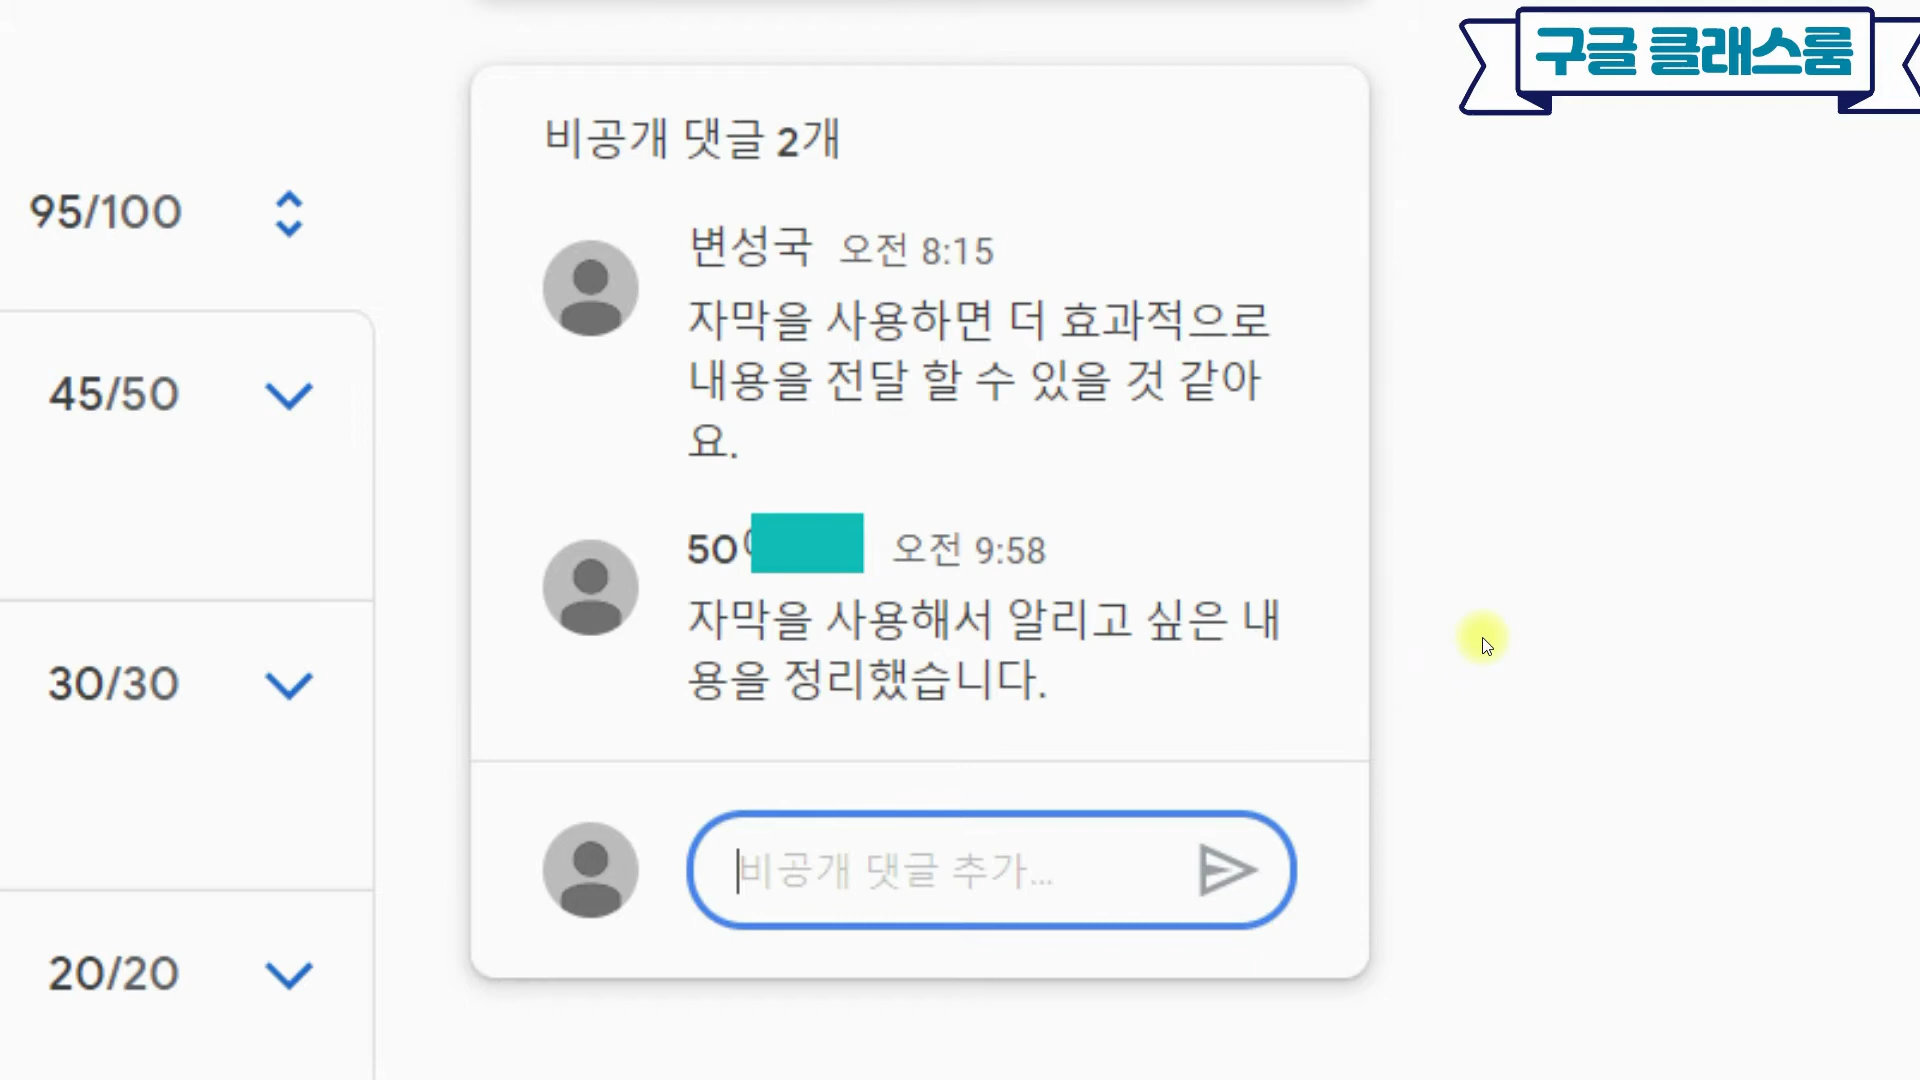 구글 클래스룸
비공개 댓글 2개
95/100
변성국 오전 8:15
자막을 사용하면 더 효과적으로
내용을 전달 할 수 있을 것 같아
요.
45/50
50 오전 9:58
자막을 사용해서 알리고 싶은 내
용을 정리했습니다.
30/30
비공개 댓글 추가...
20/20